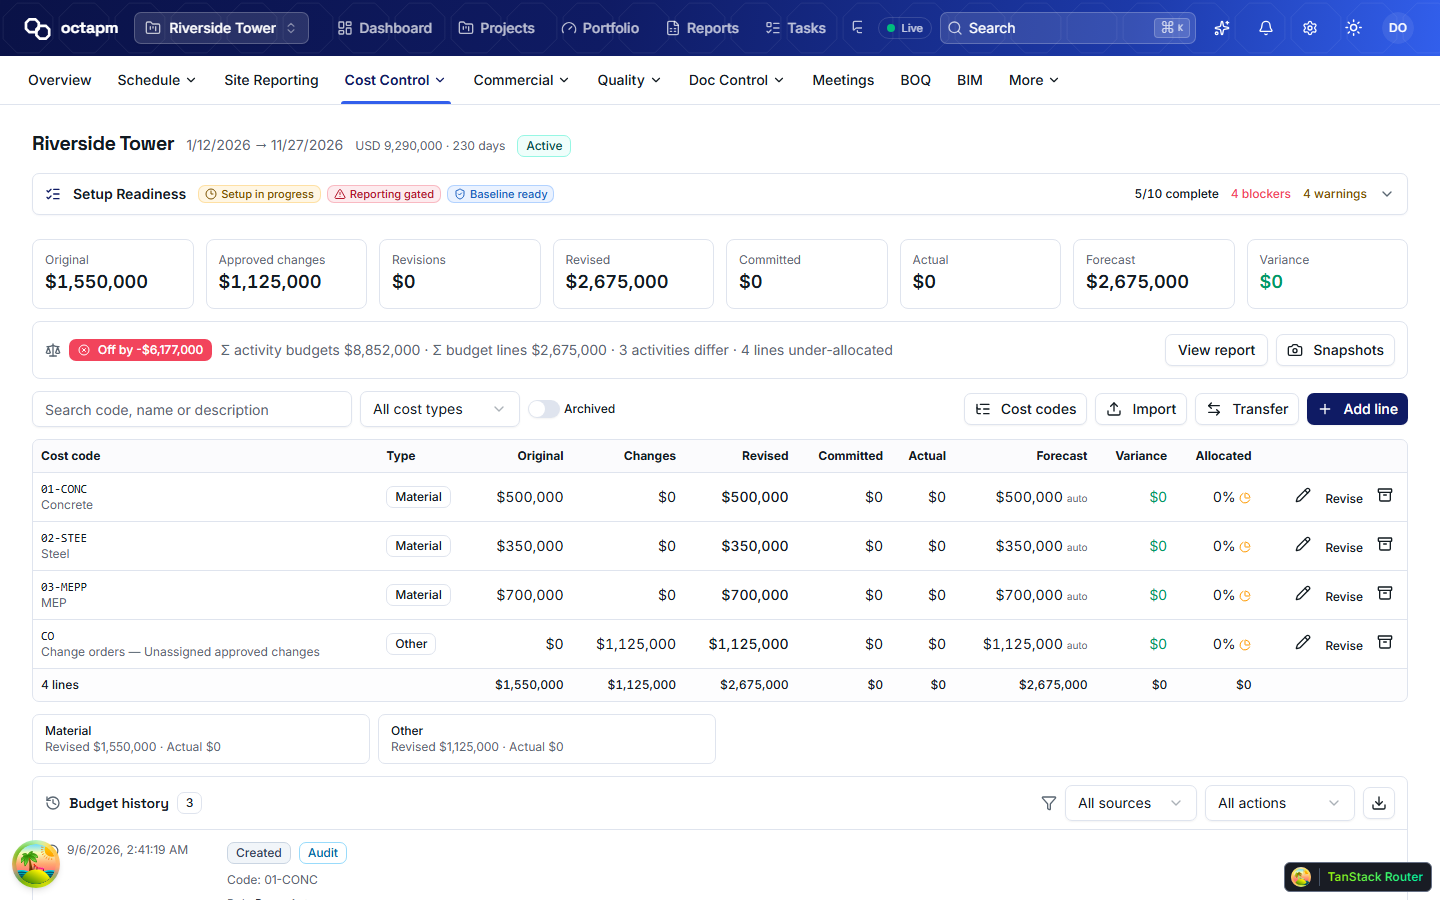 octapm
Riverside Tower
Dashboard
Projects
Portfolio
Reports
Tasks
Live
Search
⌘ K
DO
Overview
Schedule
Site Reporting
Cost Control
Commercial
Quality
Doc Control
Meetings
BOQ
BIM
More
Riverside Tower 1/12/2026 → 11/27/2026 USD 9,290,000 · 230 days Active
Setup Readiness Setup in progress Reporting gated Baseline ready 5/10 complete 4 blockers 4 warnings
Original
$1,550,000
Approved changes
$1,125,000
Revisions
$0
Revised
$2,675,000
Committed
$0
Actual
$0
Forecast
$2,675,000
Variance
$0
Off by -$6,177,000 Σ activity budgets $8,852,000 · Σ budget lines $2,675,000 · 3 activities differ · 4 lines under-allocated View report Snapshots
Search code, name or description All cost types Archived Cost codes Import Transfer + Add line
Cost code Type Original Changes Revised Committed Actual Forecast Variance Allocated
01-CONC
Concrete
Material $500,000 $0 $500,000 $0 $0 $500,000 auto $0 0% Revise
02-STEE
Steel
Material $350,000 $0 $350,000 $0 $0 $350,000 auto $0 0% Revise
03-MEPP
MEP
Material $700,000 $0 $700,000 $0 $0 $700,000 auto $0 0% Revise
CO
Change orders — Unassigned approved changes
Other $0 $1,125,000 $1,125,000 $0 $0 $1,125,000 auto $0 0% Revise
4 lines $1,550,000 $1,125,000 $2,675,000 $0 $0 $2,675,000 $0 $0
Material
Revised $1,550,000 · Actual $0
Other
Revised $1,125,000 · Actual $0
Budget history 3 All sources All actions
9/6/2026, 2:41:19 AM Created Audit
Code: 01-CONC
TanStack Router